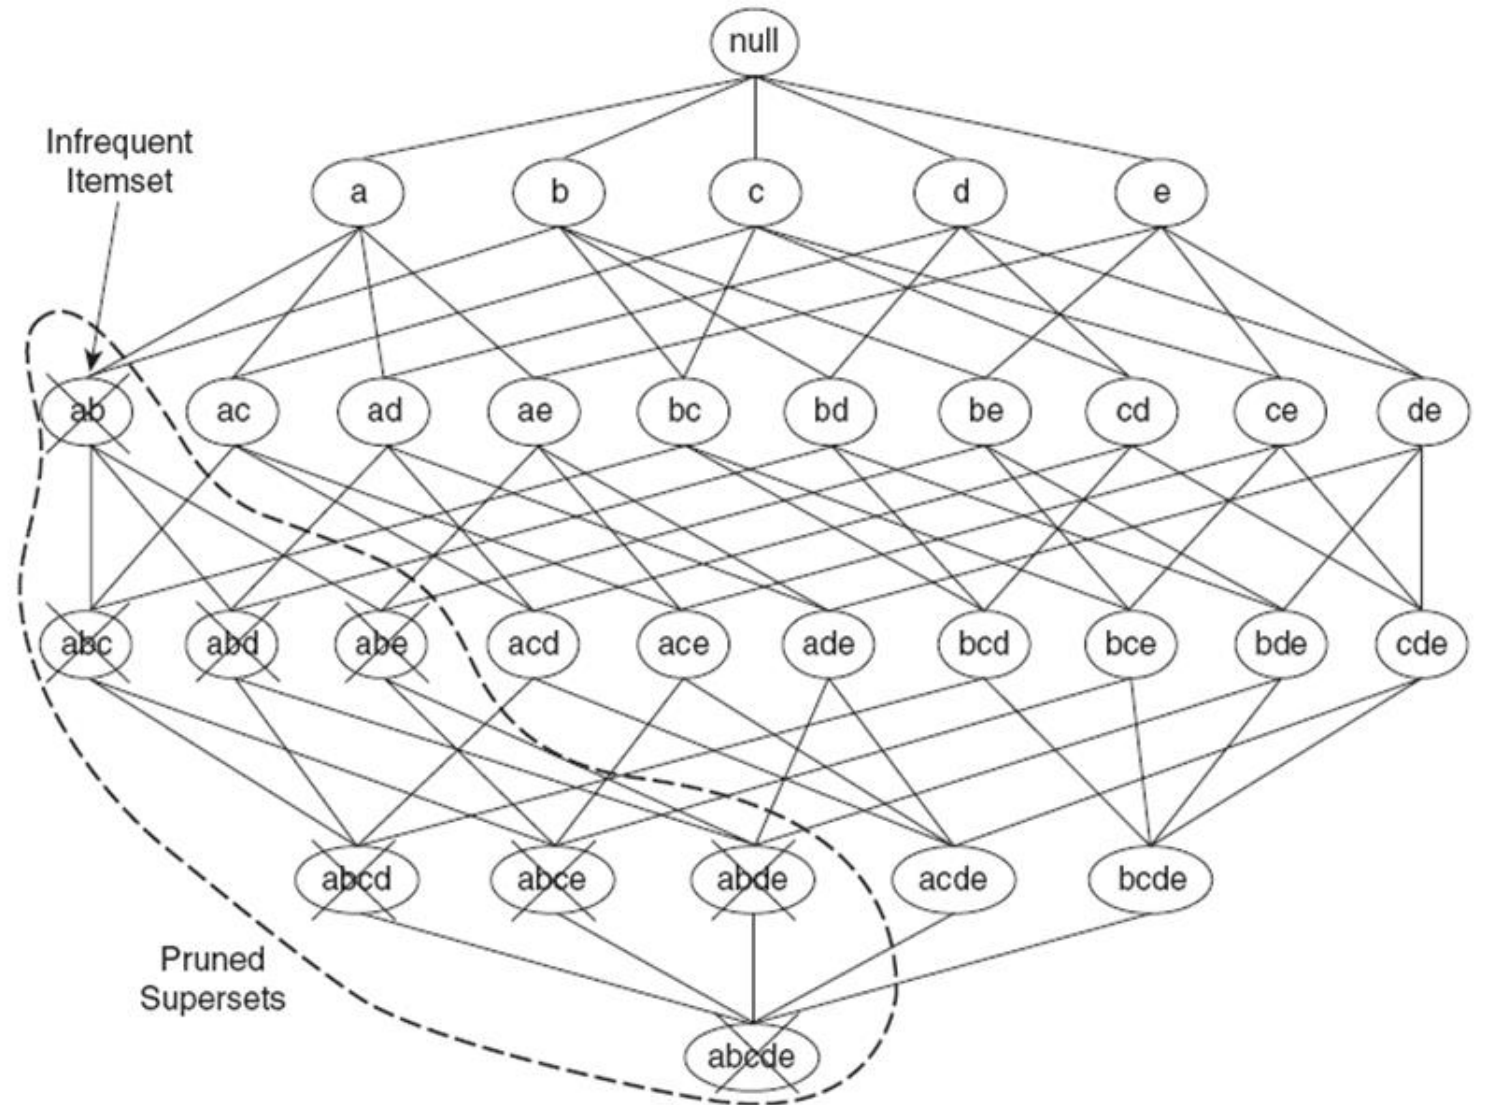 null
Infrequent
Itemset
a b c d e
ab ac ad ae bc bd be cd ce de
abc abd abe acd ace ade bcd bce bde cde
abcd abce abde acde bcde
Pruned
Supersets
abcde